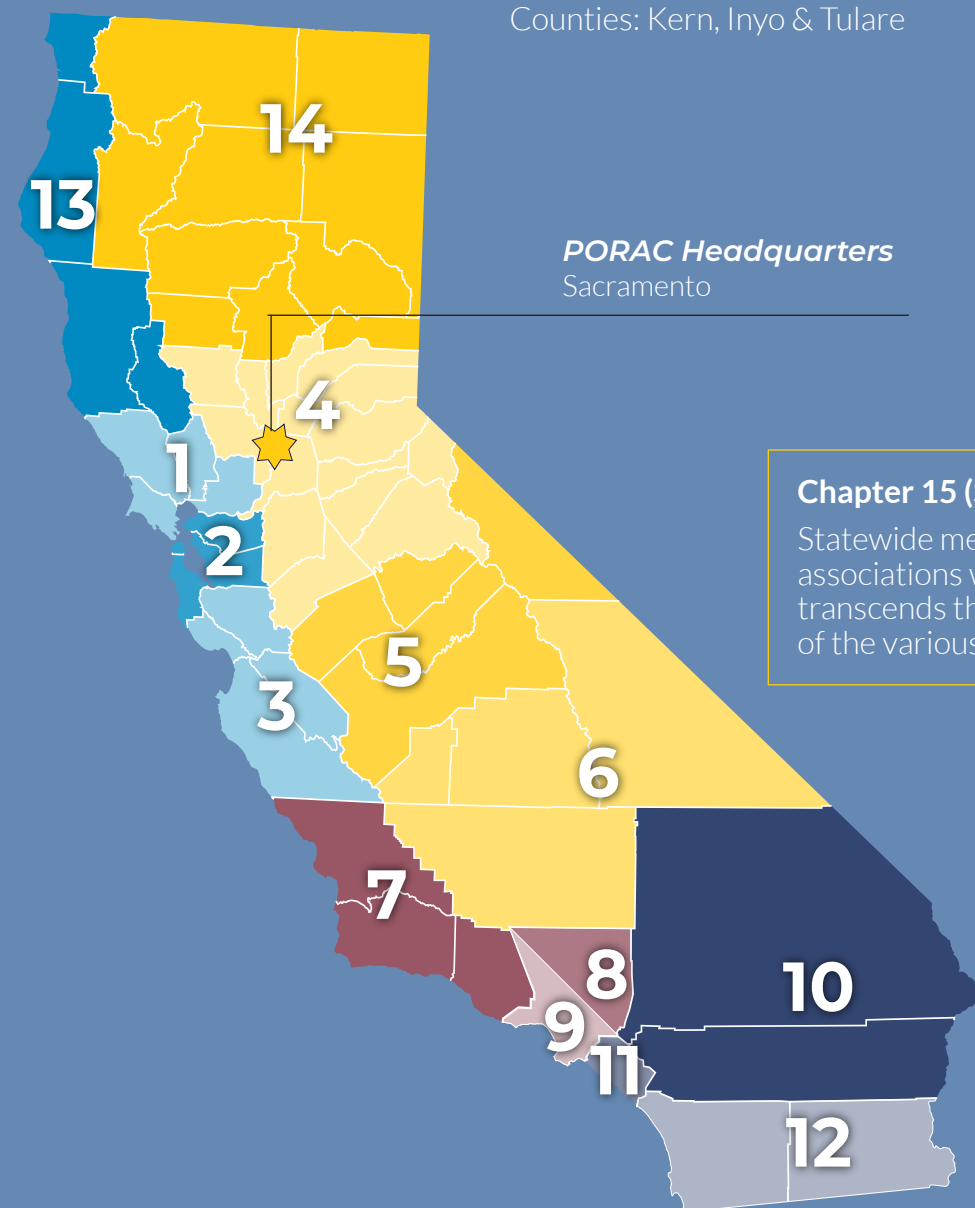 Counties: Kern, Inyo & Tulare
14
13
PORAC Headquarters
Sacramento
4
1
Chapter 15 (
Statewide me
associations
transcends th
of the various
2
5
3
6
7
8
10
9
11
12